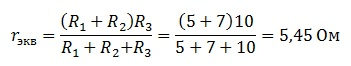 r_экв = (R₁ + R₂)R₃ / (R₁ + R₂+R₃) = (5 + 7)10 / (5 + 7 + 10) = 5,45 Ом